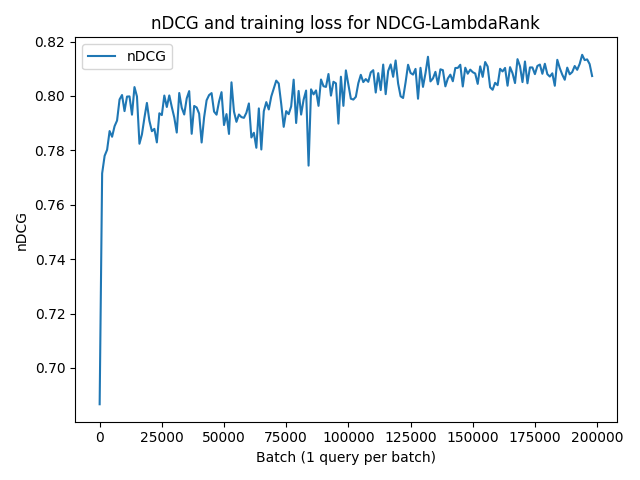 nDCG and training loss for NDCG-LambdaRank
nDCG
0.82
0.80
0.78
0.76
0.74
0.72
0.70
nDCG
0 25000 50000 75000 100000 125000 150000 175000 200000
Batch (1 query per batch)